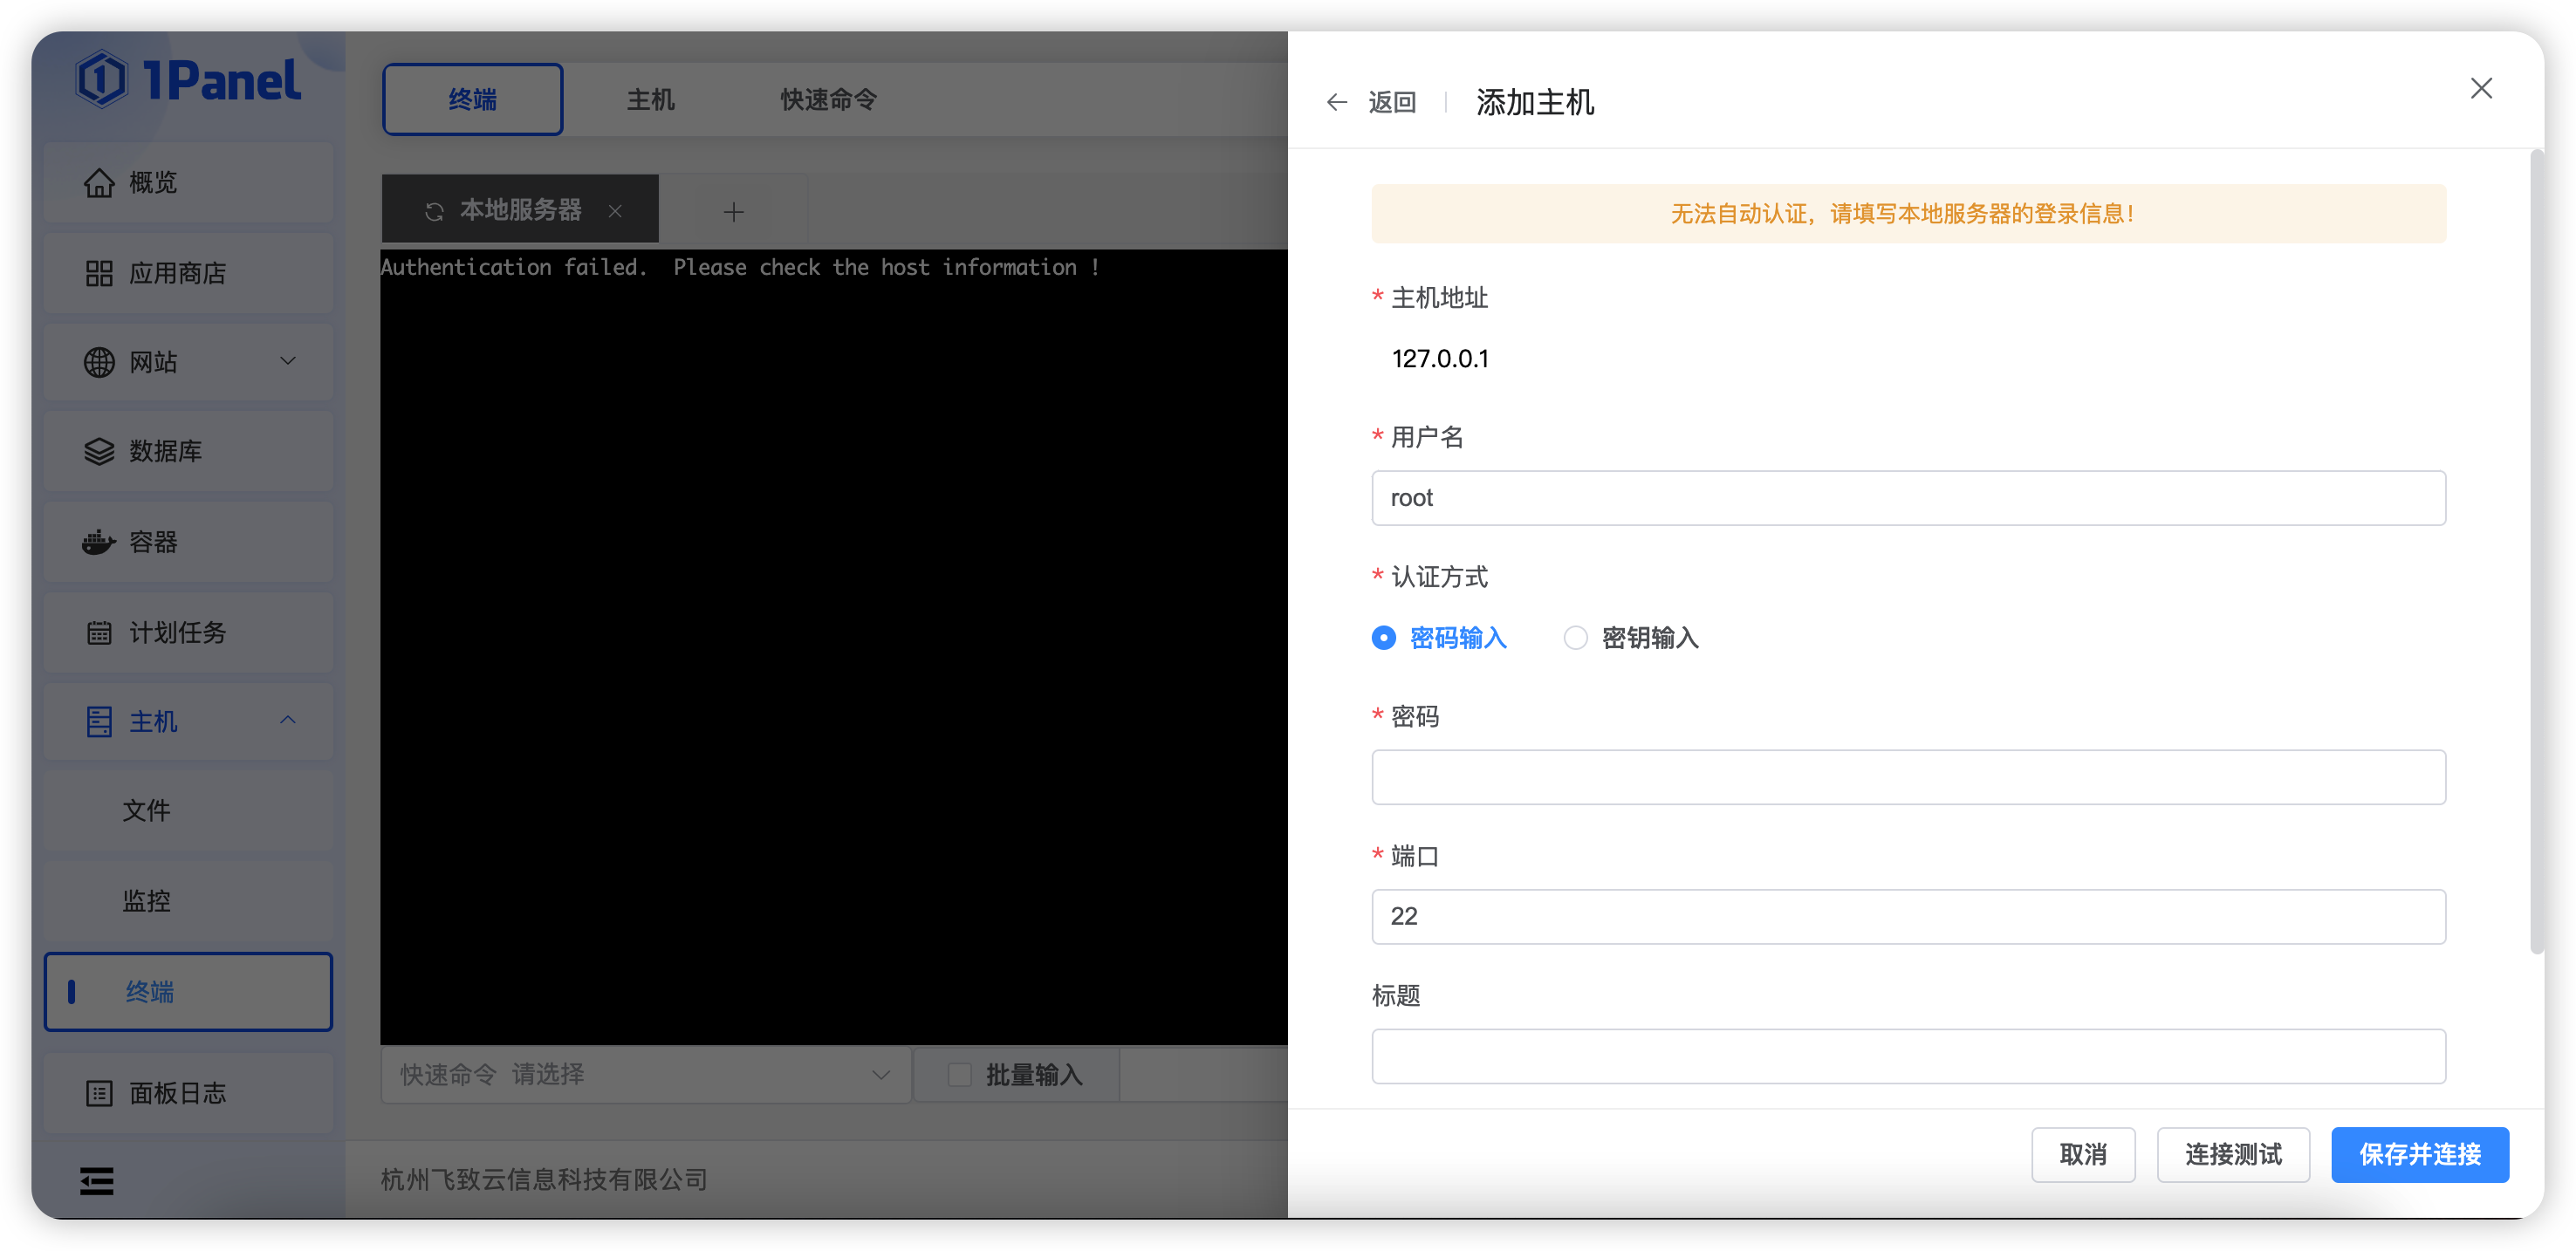 1Panel
概览
应用商店
网站
数据库
容器
计划任务
主机
文件
监控
终端
面板日志
终端
主机
快速命令
本地服务器
Authentication failed.  Please check the host information !
快速命令 请选择
批量输入
杭州飞致云信息科技有限公司
返回
添加主机
无法自动认证，请填写本地服务器的登录信息！
* 主机地址
127.0.0.1
* 用户名
root
* 认证方式
密码输入 密钥输入
* 密码
* 端口
22
标题
取消 连接测试 保存并连接